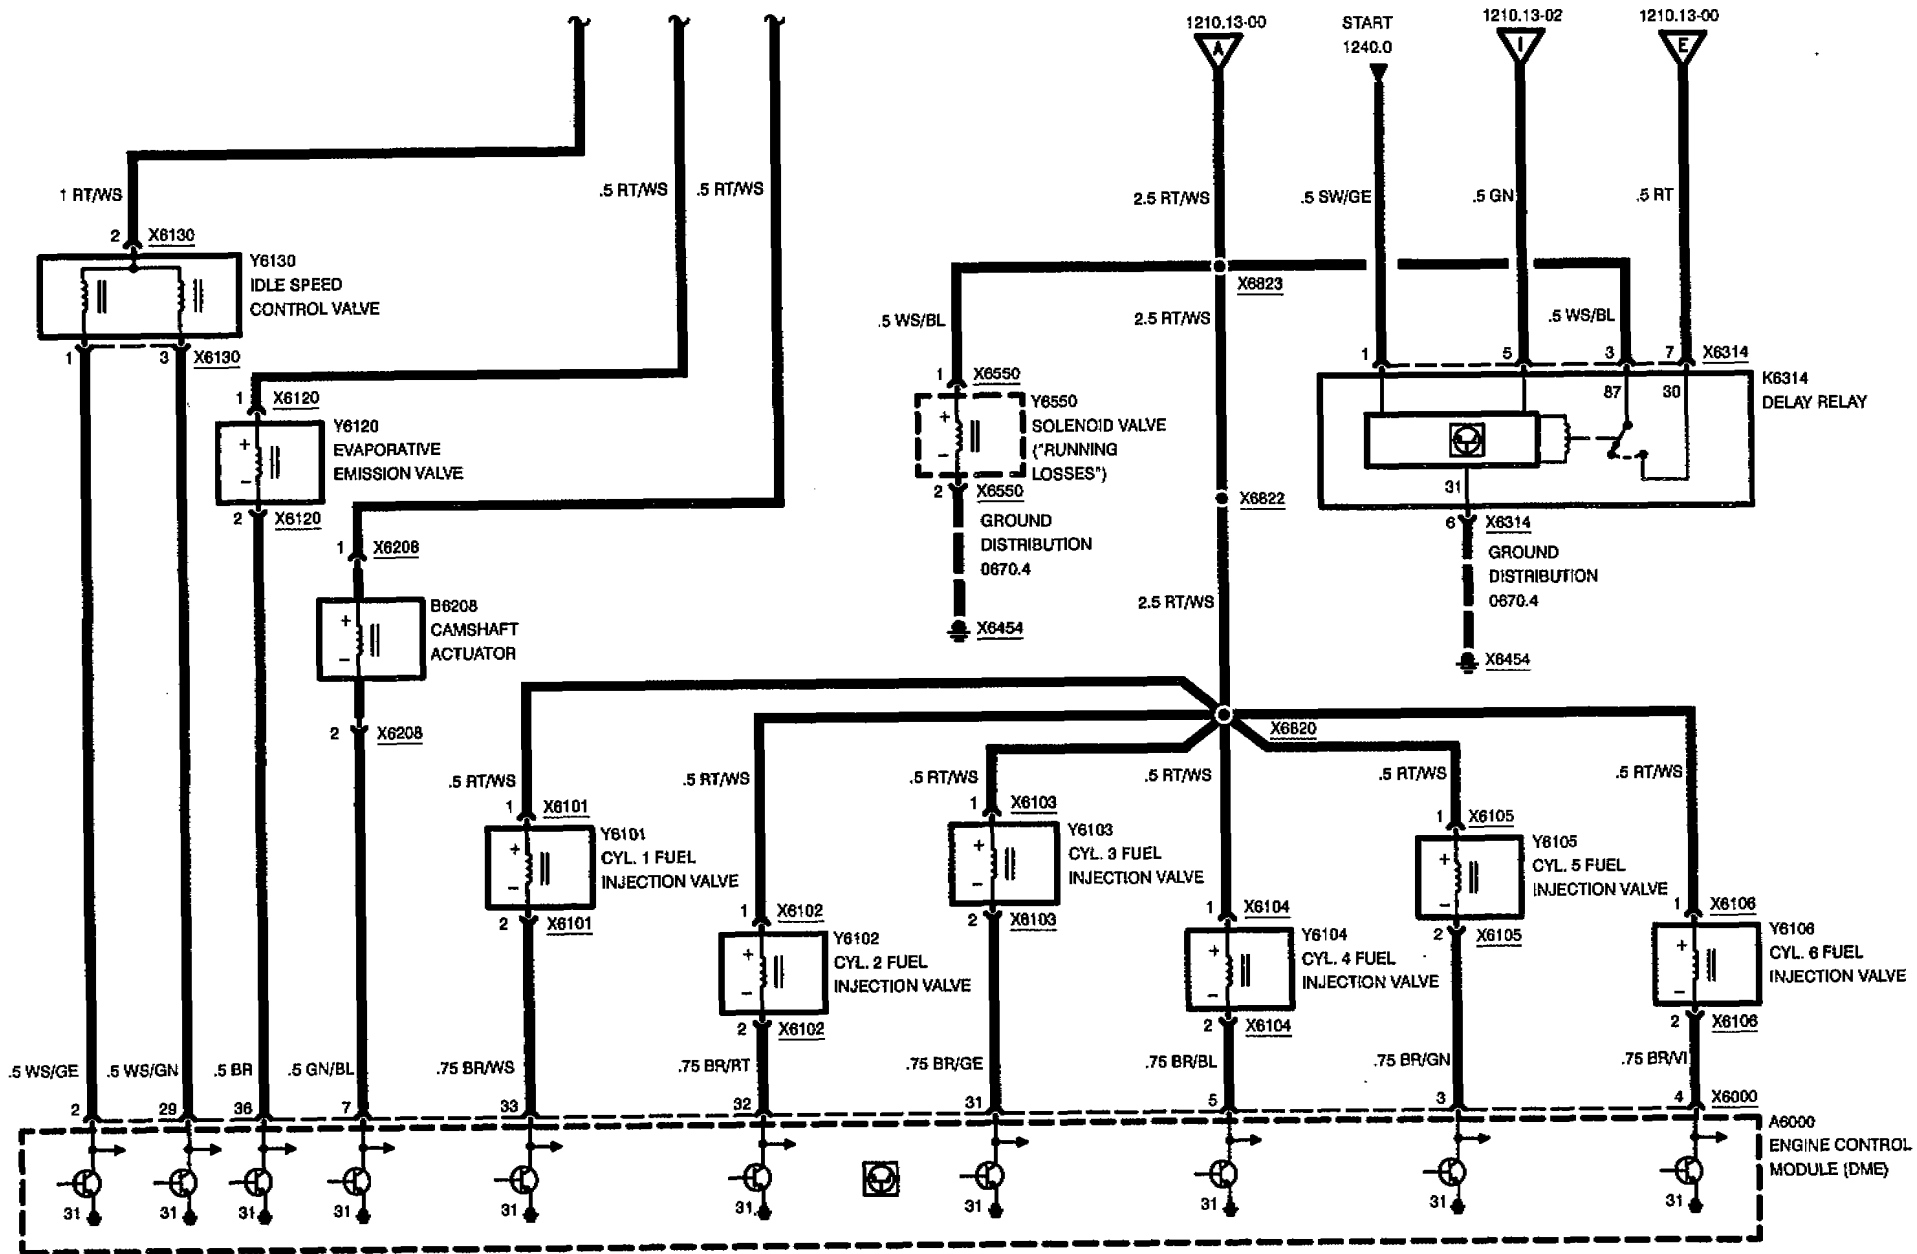 1210.13-00
START
1240.0
1210.13-02
1210.13-00
A
I
E
1 RT/WS
.5 RT/WS
.5 RT/WS
2.5 RT/WS
.5 SW/GE
.5 GN
.5 RT
2 X6130
Y6130
IDLE SPEED
CONTROL VALVE
X6823
.5 WS/BL
2.5 RT/WS
.5 WS/BL
1 3 X6130
1 5 3 7 X6314
K6314
DELAY RELAY
87 30
31
6 X6314
GROUND
DISTRIBUTION
0670.4
X6454
1 X6550
Y6550
SOLENOID VALVE
("RUNNING
LOSSES")
+
−
2 X6550
GROUND
DISTRIBUTION
0670.4
X6454
X6822
2.5 RT/WS
1 X6120
Y6120
EVAPORATIVE
EMISSION VALVE
+
−
2 X6120
1 X6208
B6208
CAMSHAFT
ACTUATOR
+
−
2 X6208
X6820
.5 RT/WS
.5 RT/WS
.5 RT/WS
.5 RT/WS
.5 RT/WS
.5 RT/WS
1 X6101
Y6101
CYL. 1 FUEL
INJECTION VALVE
+
−
2 X6101
1 X6102
Y6102
CYL. 2 FUEL
INJECTION VALVE
+
−
2 X6102
1 X6103
Y6103
CYL. 3 FUEL
INJECTION VALVE
+
−
2 X6103
1 X6104
Y6104
CYL. 4 FUEL
INJECTION VALVE
+
−
2 X6104
1 X6105
Y6105
CYL. 5 FUEL
INJECTION VALVE
+
−
2 X6105
1 X6106
Y6106
CYL. 6 FUEL
INJECTION VALVE
+
−
2 X6106
.5 WS/GE
.5 WS/GN
.5 BR
.5 GN/BL
.75 BR/WS
.75 BR/RT
.75 BR/GE
.75 BR/BL
.75 BR/GN
.75 BR/VI
2 29 36 7 33 32 31 5 3 4 X6000
A6000
ENGINE CONTROL
MODULE (DME)
31 31 31 31 31 31 31 31 31 31